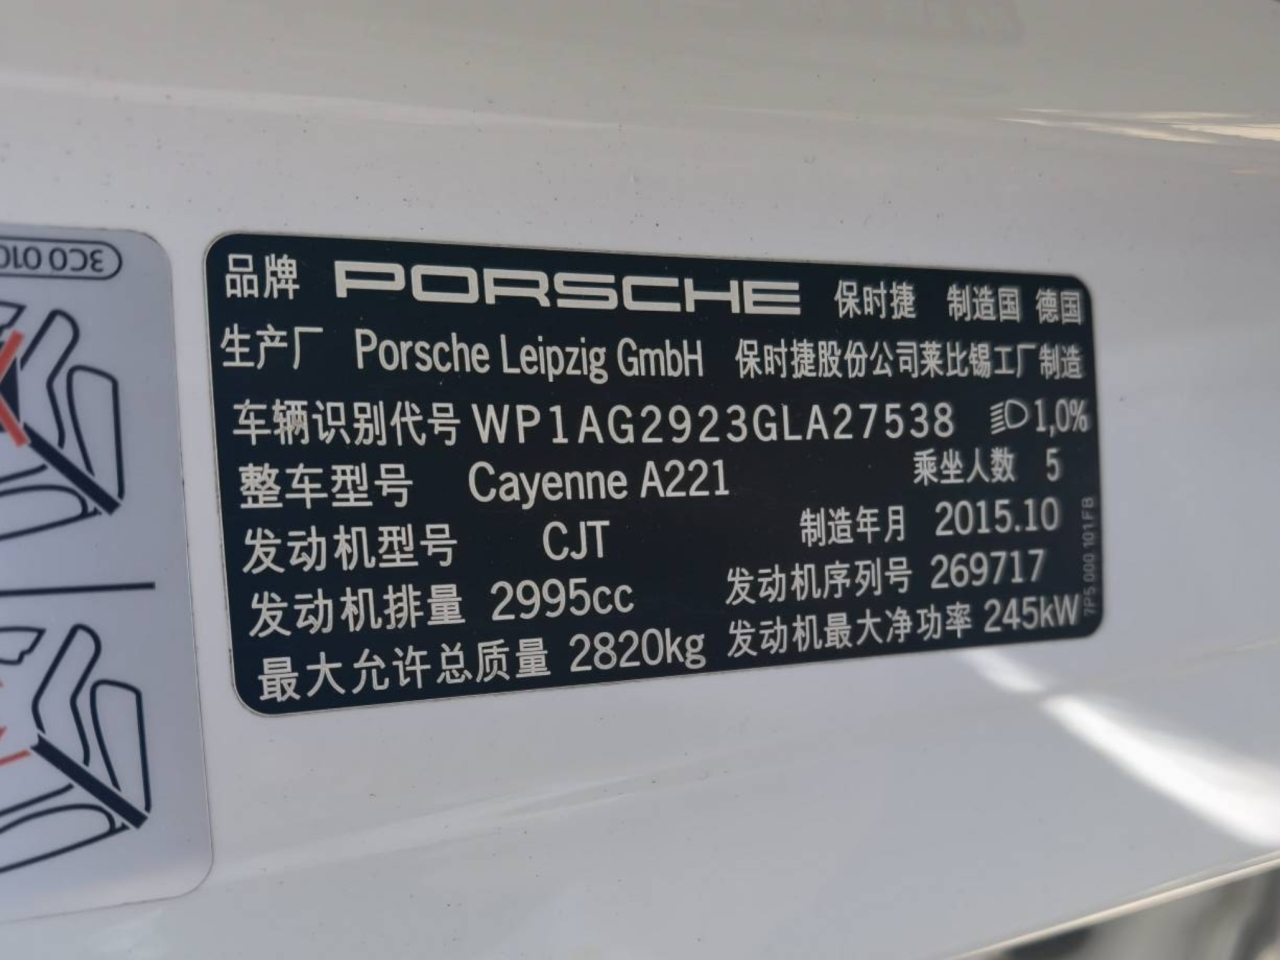 3C0 010
品牌 PORSCHE 保时捷 制造国 德国
生产厂 Porsche Leipzig GmbH 保时捷股份公司莱比锡工厂制造
车辆识别代号 WP1AG2923GLA27538 1,0%
整车型号 Cayenne A221 乘坐人数 5
发动机型号 CJT 制造年月 2015.10
发动机排量 2995cc 发动机序列号 269717
最大允许总质量 2820kg 发动机最大净功率 245kW
7P5 000 101 FB